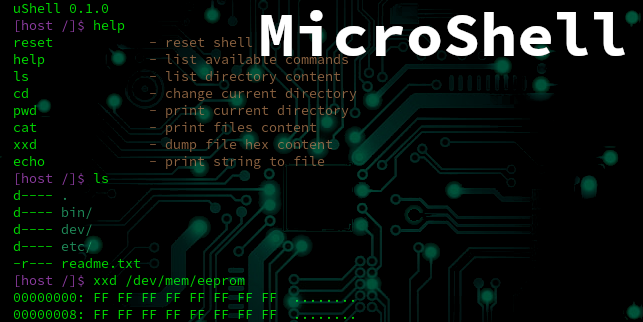 uShell 0.1.0
MicroShell
[host /]$ help
reset - reset shell
help - list available commands
ls - list directory content
cd - change current directory
pwd - print current directory
cat - print files content
xxd - dump file hex content
echo - print string to file
[host /]$ ls
d---- .
d---- bin/
d---- dev/
d---- etc/
-r--- readme.txt
[host /]$ xxd /dev/mem/eeprom
00000000: FF FF FF FF FF FF FF FF ........
00000008: FF FF FF FF FF FF FF FF ........